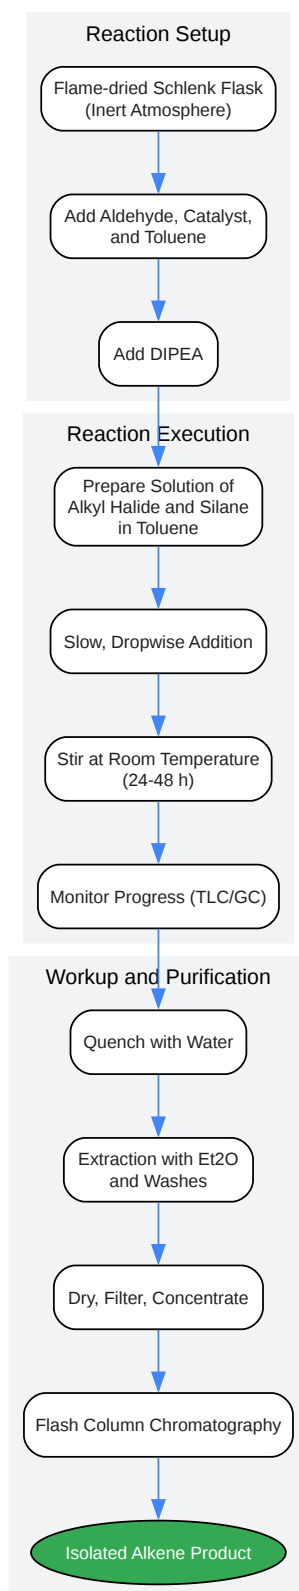 Reaction Setup
Flame-dried Schlenk Flask
(Inert Atmosphere)
Add Aldehyde, Catalyst,
and Toluene
Add DIPEA
Reaction Execution
Prepare Solution of
Alkyl Halide and Silane
in Toluene
Slow, Dropwise Addition
Stir at Room Temperature
(24-48 h)
Monitor Progress (TLC/GC)
Workup and Purification
Quench with Water
Extraction with Et2O
and Washes
Dry, Filter, Concentrate
Flash Column Chromatography
Isolated Alkene Product